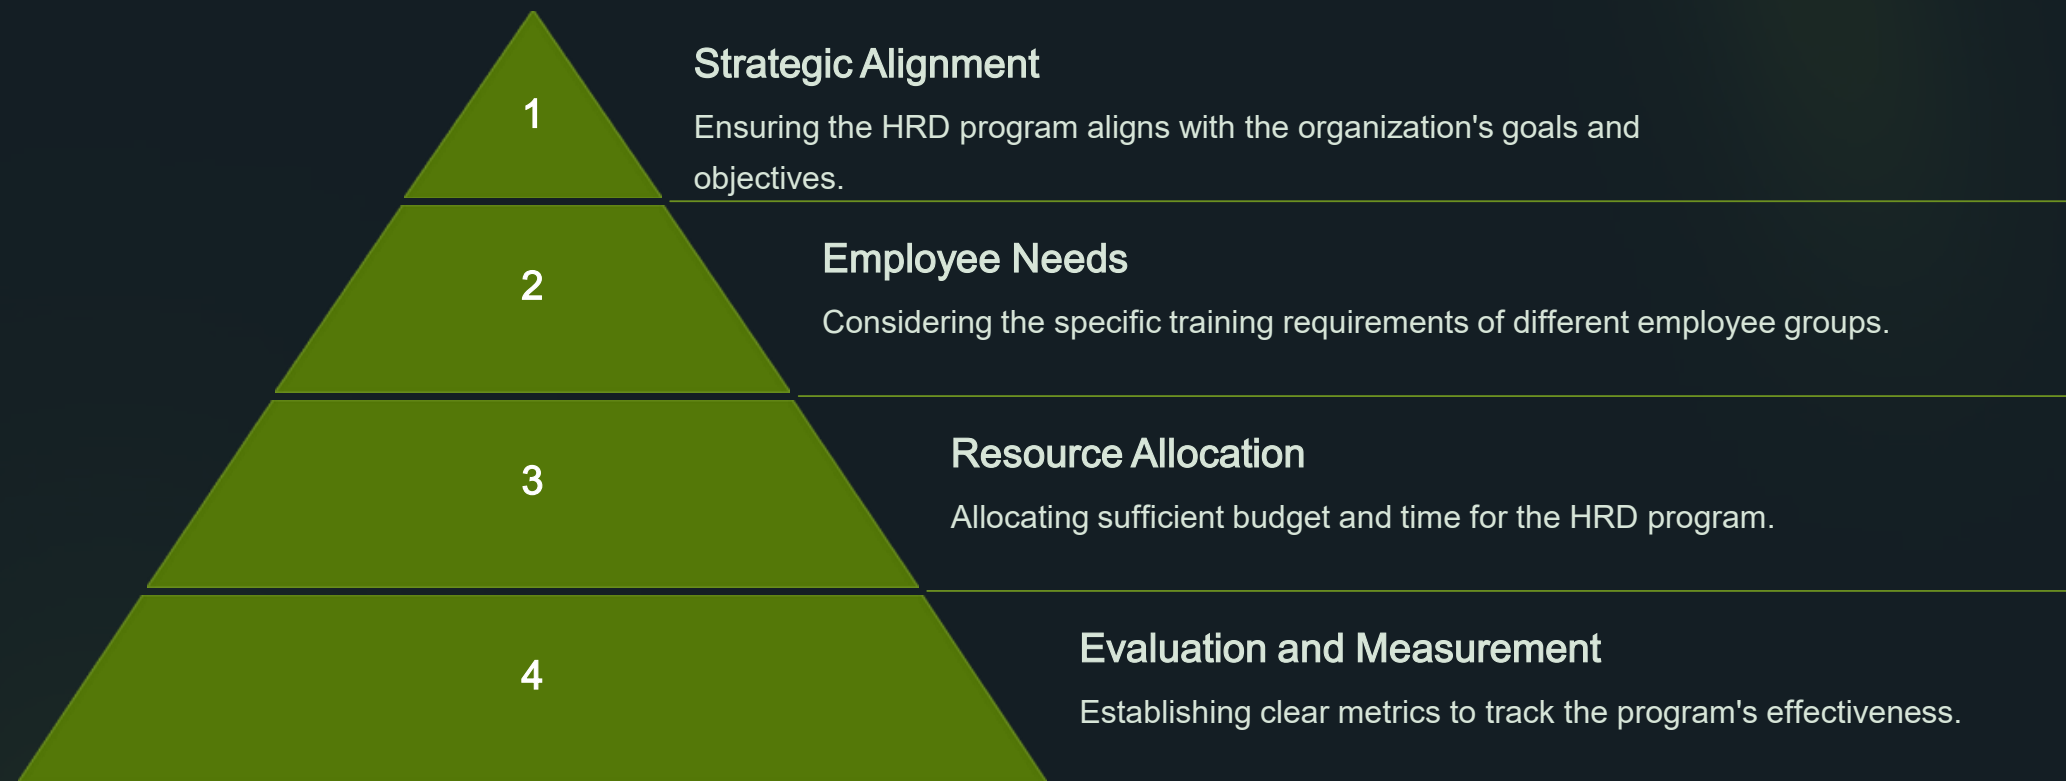 1
Strategic Alignment
Ensuring the HRD program aligns with the organization's goals and
objectives.
2
Employee Needs
Considering the specific training requirements of different employee groups.
3
Resource Allocation
Allocating sufficient budget and time for the HRD program.
4
Evaluation and Measurement
Establishing clear metrics to track the program's effectiveness.